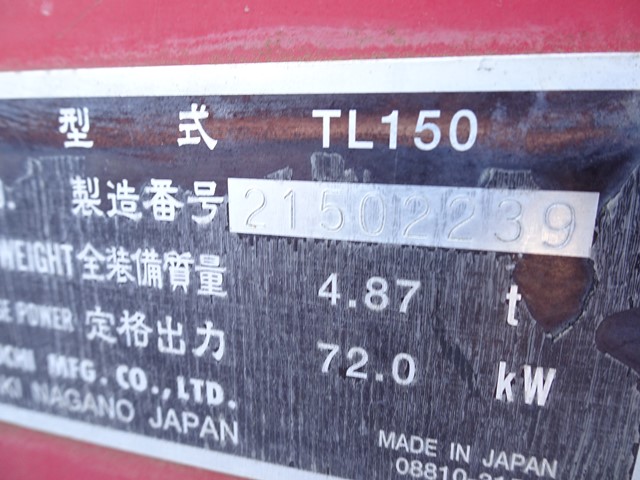 型 式 TL150
製造番号 21502239
WEIGHT 全装備質量 4.87 t
POWER 定格出力 72.0 kW
MFG. CO., LTD.
NAGANO JAPAN
MADE IN JAPAN
08810-